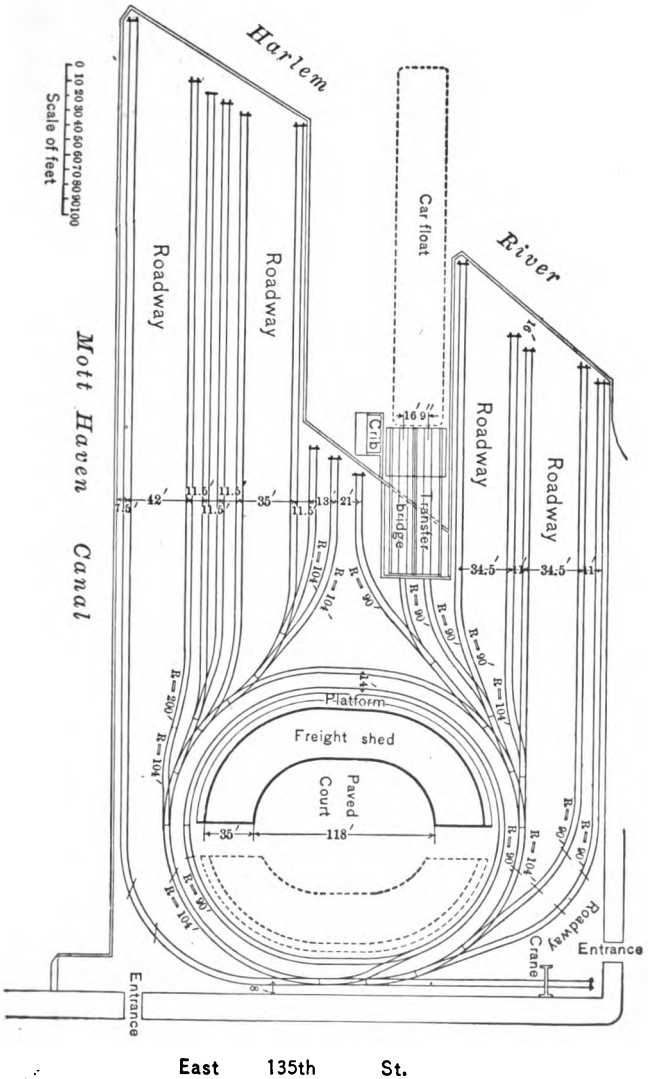 Harlem
River
0 10 20 30 40 50 60 70 80 90 100
Scale of feet
Car float
Roadway
Roadway
16'
Mott Haven Canal
16' 9"
Crib
Roadway
Roadway
Transfer
bridge
7.5'
42'
11.5'
11.5'
11.5'
35'
11.5'
13'
21'
34.5'
11'
34.5'
11'
R=104'
R=104'
R=90'
R=90'
R=90'
R=90'
R=104'
R=200'
R=104'
14'
Platform
Freight shed
Paved
Court
35'
118'
R=90'
R=104'
R=90'
R=90'
R=90'
R=104'
Roadway
Crane
Entrance
Entrance
8'
East 135th St.